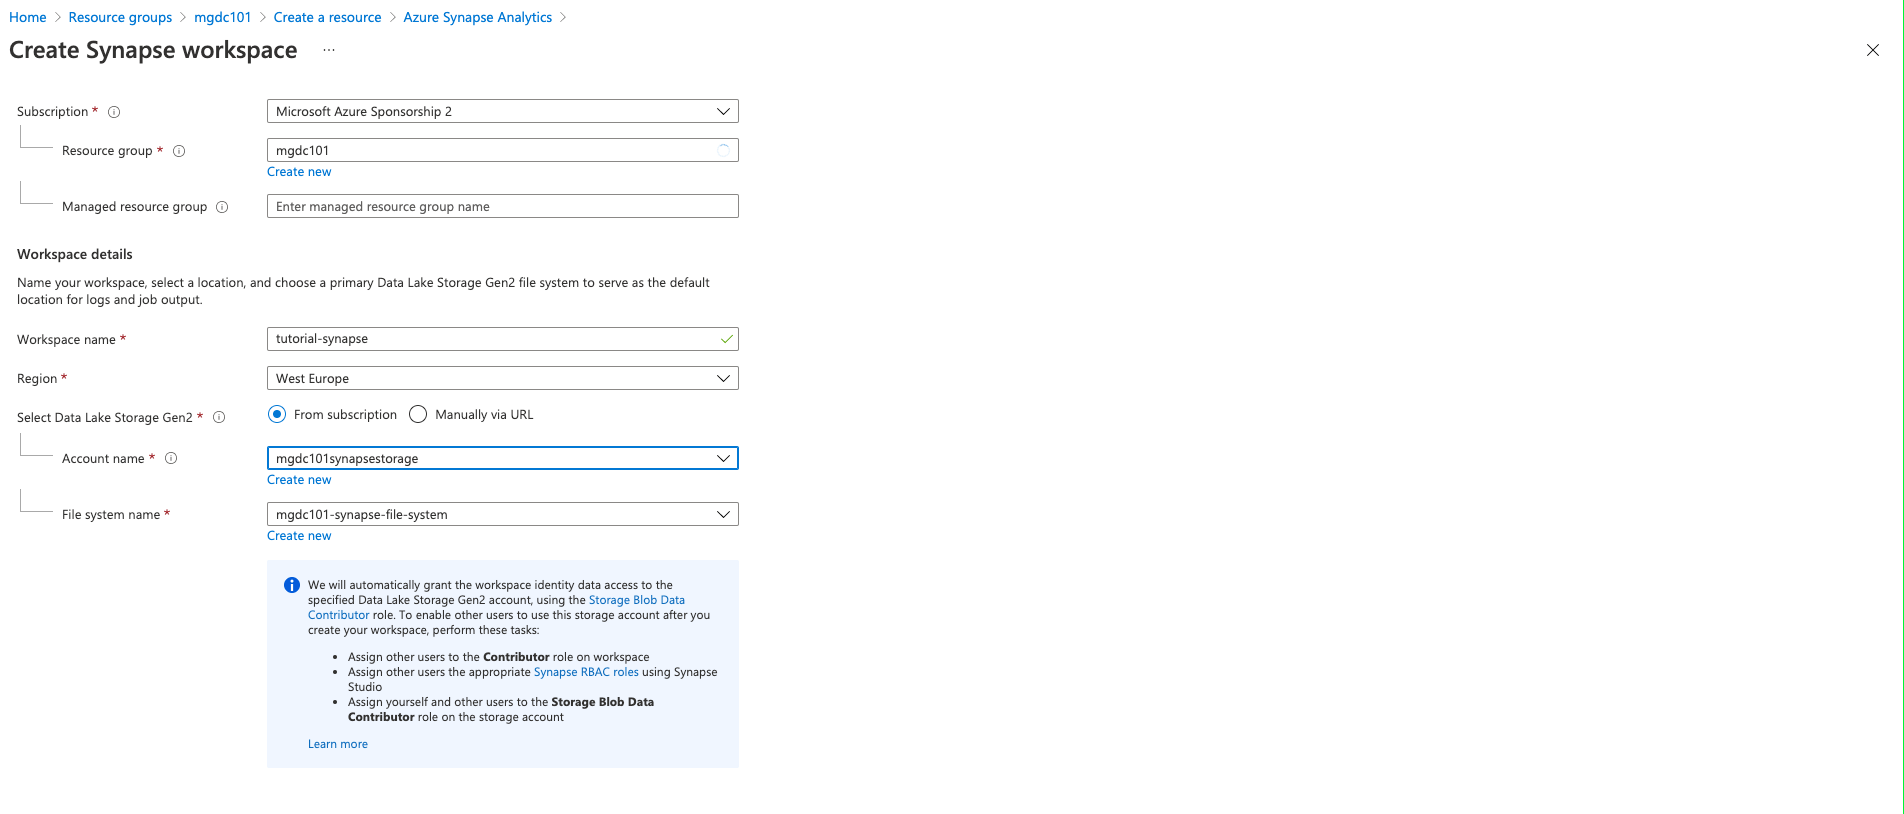 Home > Resource groups > mgdc101 > Create a resource > Azure Synapse Analytics >
Create Synapse workspace ...
Subscription *
Microsoft Azure Sponsorship 2
Resource group *
mgdc101
Create new
Managed resource group
Enter managed resource group name
Workspace details
Name your workspace, select a location, and choose a primary Data Lake Storage Gen2 file system to serve as the default
location for logs and job output.
Workspace name *
tutorial-synapse
Region *
West Europe
Select Data Lake Storage Gen2 *
From subscription
Manually via URL
Account name *
mgdc101synapsestorage
Create new
File system name *
mgdc101-synapse-file-system
Create new
We will automatically grant the workspace identity data access to the
specified Data Lake Storage Gen2 account, using the Storage Blob Data
Contributor role. To enable other users to use this storage account after you
create your workspace, perform these tasks:
• Assign other users to the Contributor role on workspace
• Assign other users the appropriate Synapse RBAC roles using Synapse
Studio
• Assign yourself and other users to the Storage Blob Data
Contributor role on the storage account
Learn more